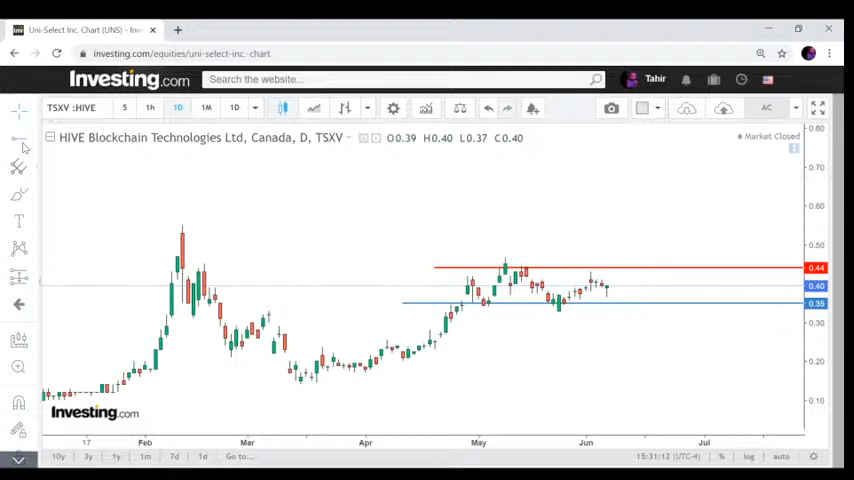 Uni-Select Inc. Chart (UNS) - Inv
investing.com/equities/uni-select-inc.-chart
Investing.com
Search the website...
Tahir
TSXV :HIVE
5
1h
1D
1M
1D
AC
HIVE Blockchain Technologies Ltd, Canada, D, TSXV
O0.39 H0.40 L0.37 C0.40
Market Closed
0.80
0.70
0.60
0.50
0.44
0.40
0.35
0.30
0.20
0.10
Investing.com
17
Feb
Mar
Apr
May
Jun
Jul
10y
3y
1y
1m
7d
1d
Go to...
15:31:12 (UTC-4)
%
log
auto